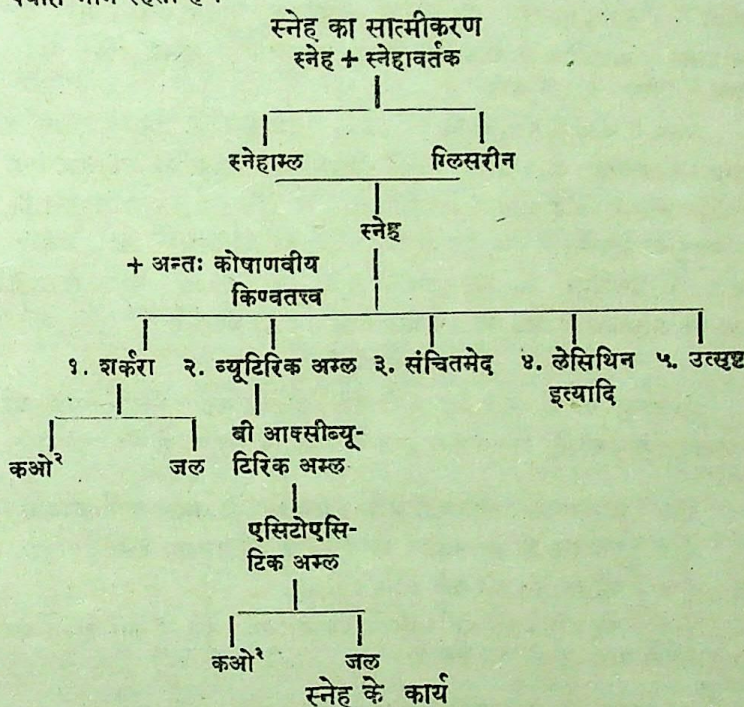 स्नेह का सात्मीकरण
स्नेह + स्नेहावर्तक
स्नेहाम्ल ग्लिसरीन
स्नेह
+ अन्तः कोषाणवीय
किण्वतत्त्व
१. शर्करा २. ब्यूटिरिक अम्ल ३. संचितमेद ४. लेसिथिन ५. उत्सृष्ट
इत्यादि
कओ² जल बी आक्सीब्यू-
टिरिक अम्ल
एसिटोएसि-
टिक अम्ल
कओ² जल
स्नेह के कार्य